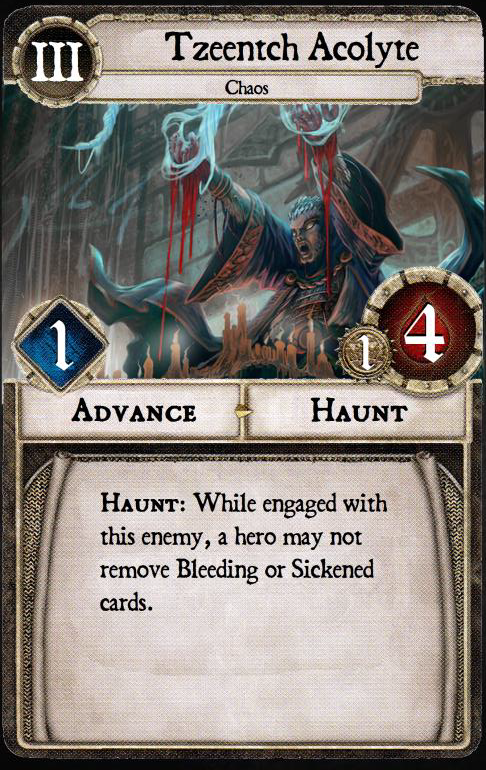 III
Tzeentch Acolyte
Chaos
1
1
4
Advance
Haunt
Haunt: While engaged with
this enemy, a hero may not
remove Bleeding or Sickened
cards.